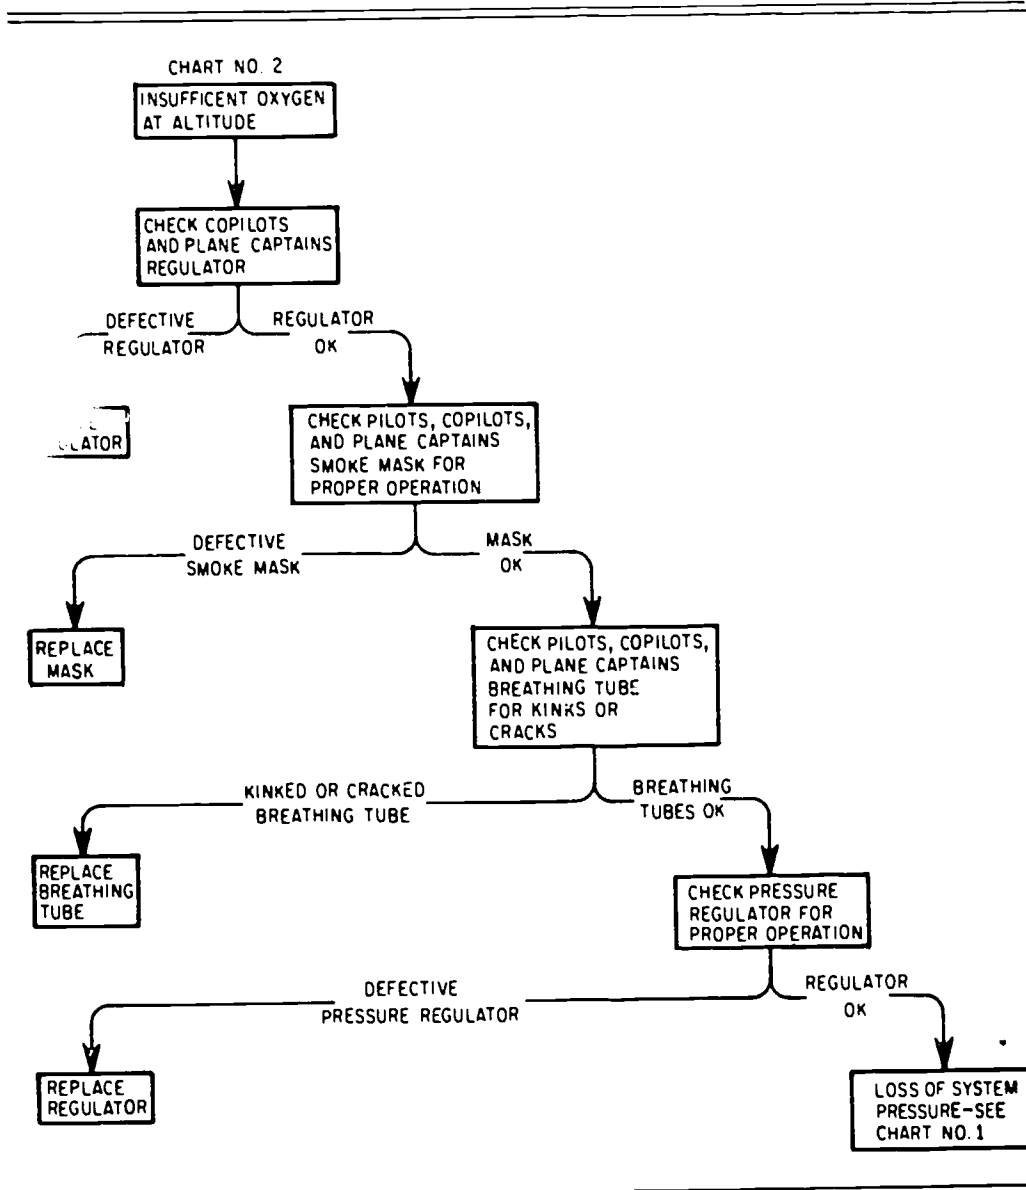 CHART NO. 2
INSUFFICENT OXYGEN
AT ALTITUDE
CHECK COPILOTS
AND PLANE CAPTAINS
REGULATOR
DEFECTIVE
REGULATOR
REGULATOR
OK
CHECK PILOTS, COPILOTS,
AND PLANE CAPTAINS
SMOKE MASK FOR
PROPER OPERATION
DEFECTIVE
SMOKE MASK
MASK
OK
REPLACE
MASK
CHECK PILOTS, COPILOTS,
AND PLANE CAPTAINS
BREATHING TUBE
FOR KINKS OR
CRACKS
KINKED OR CRACKED
BREATHING TUBE
BREATHING
TUBES OK
REPLACE
BREATHING
TUBE
CHECK PRESSURE
REGULATOR FOR
PROPER OPERATION
DEFECTIVE
PRESSURE REGULATOR
REGULATOR
OK
REPLACE
REGULATOR
LOSS OF SYSTEM
PRESSURE-SEE
CHART NO. 1